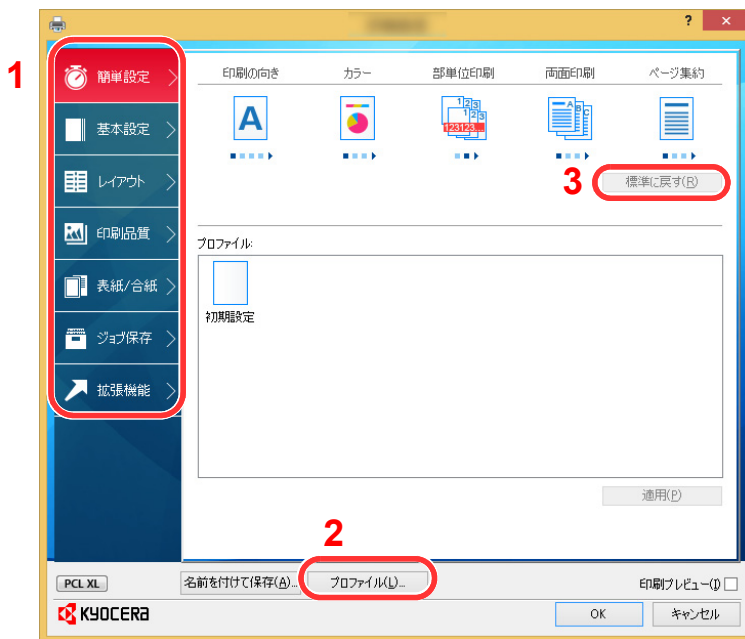 ?
×
1
簡単設定
基本設定
レイアウト
印刷品質
表紙/合紙
ジョブ保存
拡張機能
印刷の向き カラー 部単位印刷 両面印刷 ページ集約
A
123
123
123123
A B C
3
標準に戻す(R)
プロファイル:
初期設定
適用(P)
2
PCL XL
名前を付けて保存(A)...
プロファイル(L)...
印刷プレビュー(I)
KYOCERA
OK
キャンセル